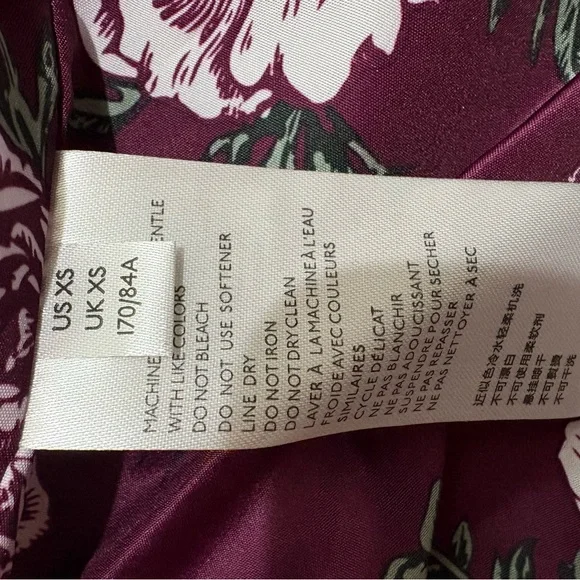 US XS
UK XS
170/84A
MACHINE ENTLE
WITH LIKE COLORS
DO NOT BLEACH
DO NOT USE SOFTENER
LINE DRY
DO NOT IRON
DO NOT DRY CLEAN
LAVER À LA MACHINE À L'EAU
FROIDE AVEC COULEURS
SIMILAIRES
CYCLE DÉLICAT
NE PAS BLANCHIR
NE PAS ADOUCISSANT
SUSPENDRE POUR SECHER
NE PAS REPASSER
NE PAS NETTOYER À SEC
近似色冷水轻柔机洗
不可漂白
不可使用柔软剂
悬挂晾干
不可熨烫
不可干